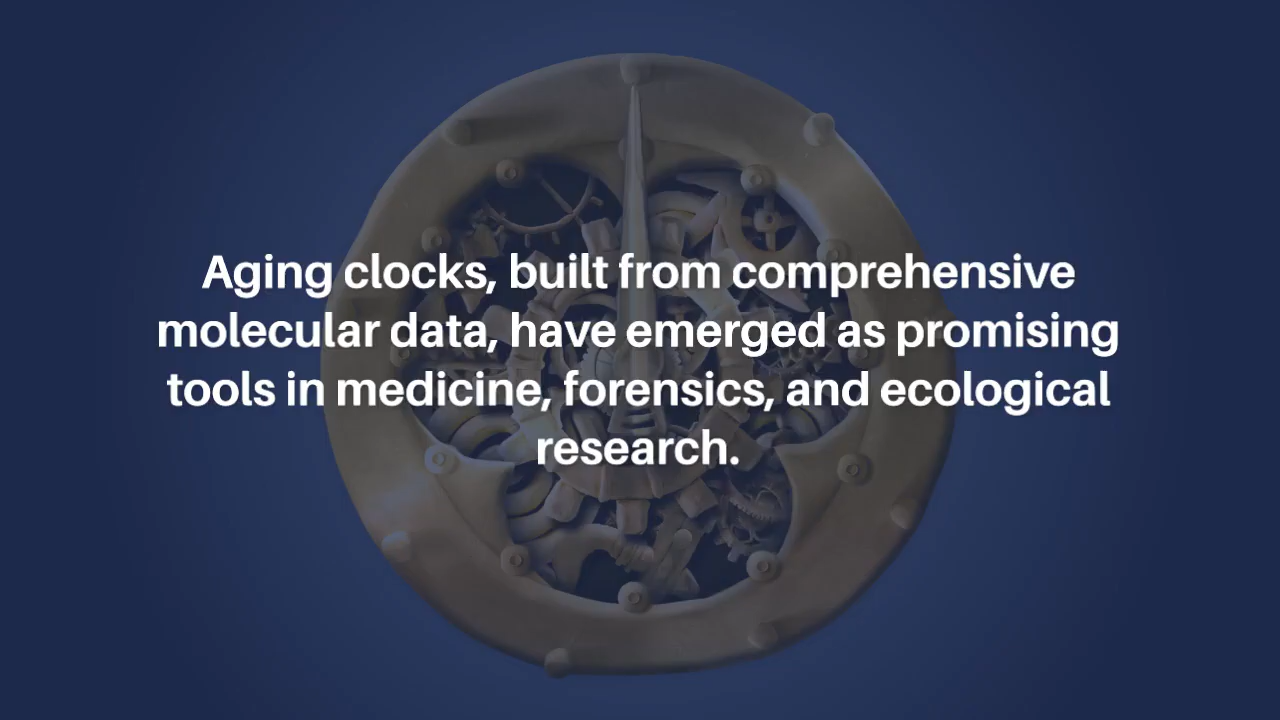 Aging clocks, built from comprehensive
molecular data, have emerged as promising
tools in medicine, forensics, and ecological
research.